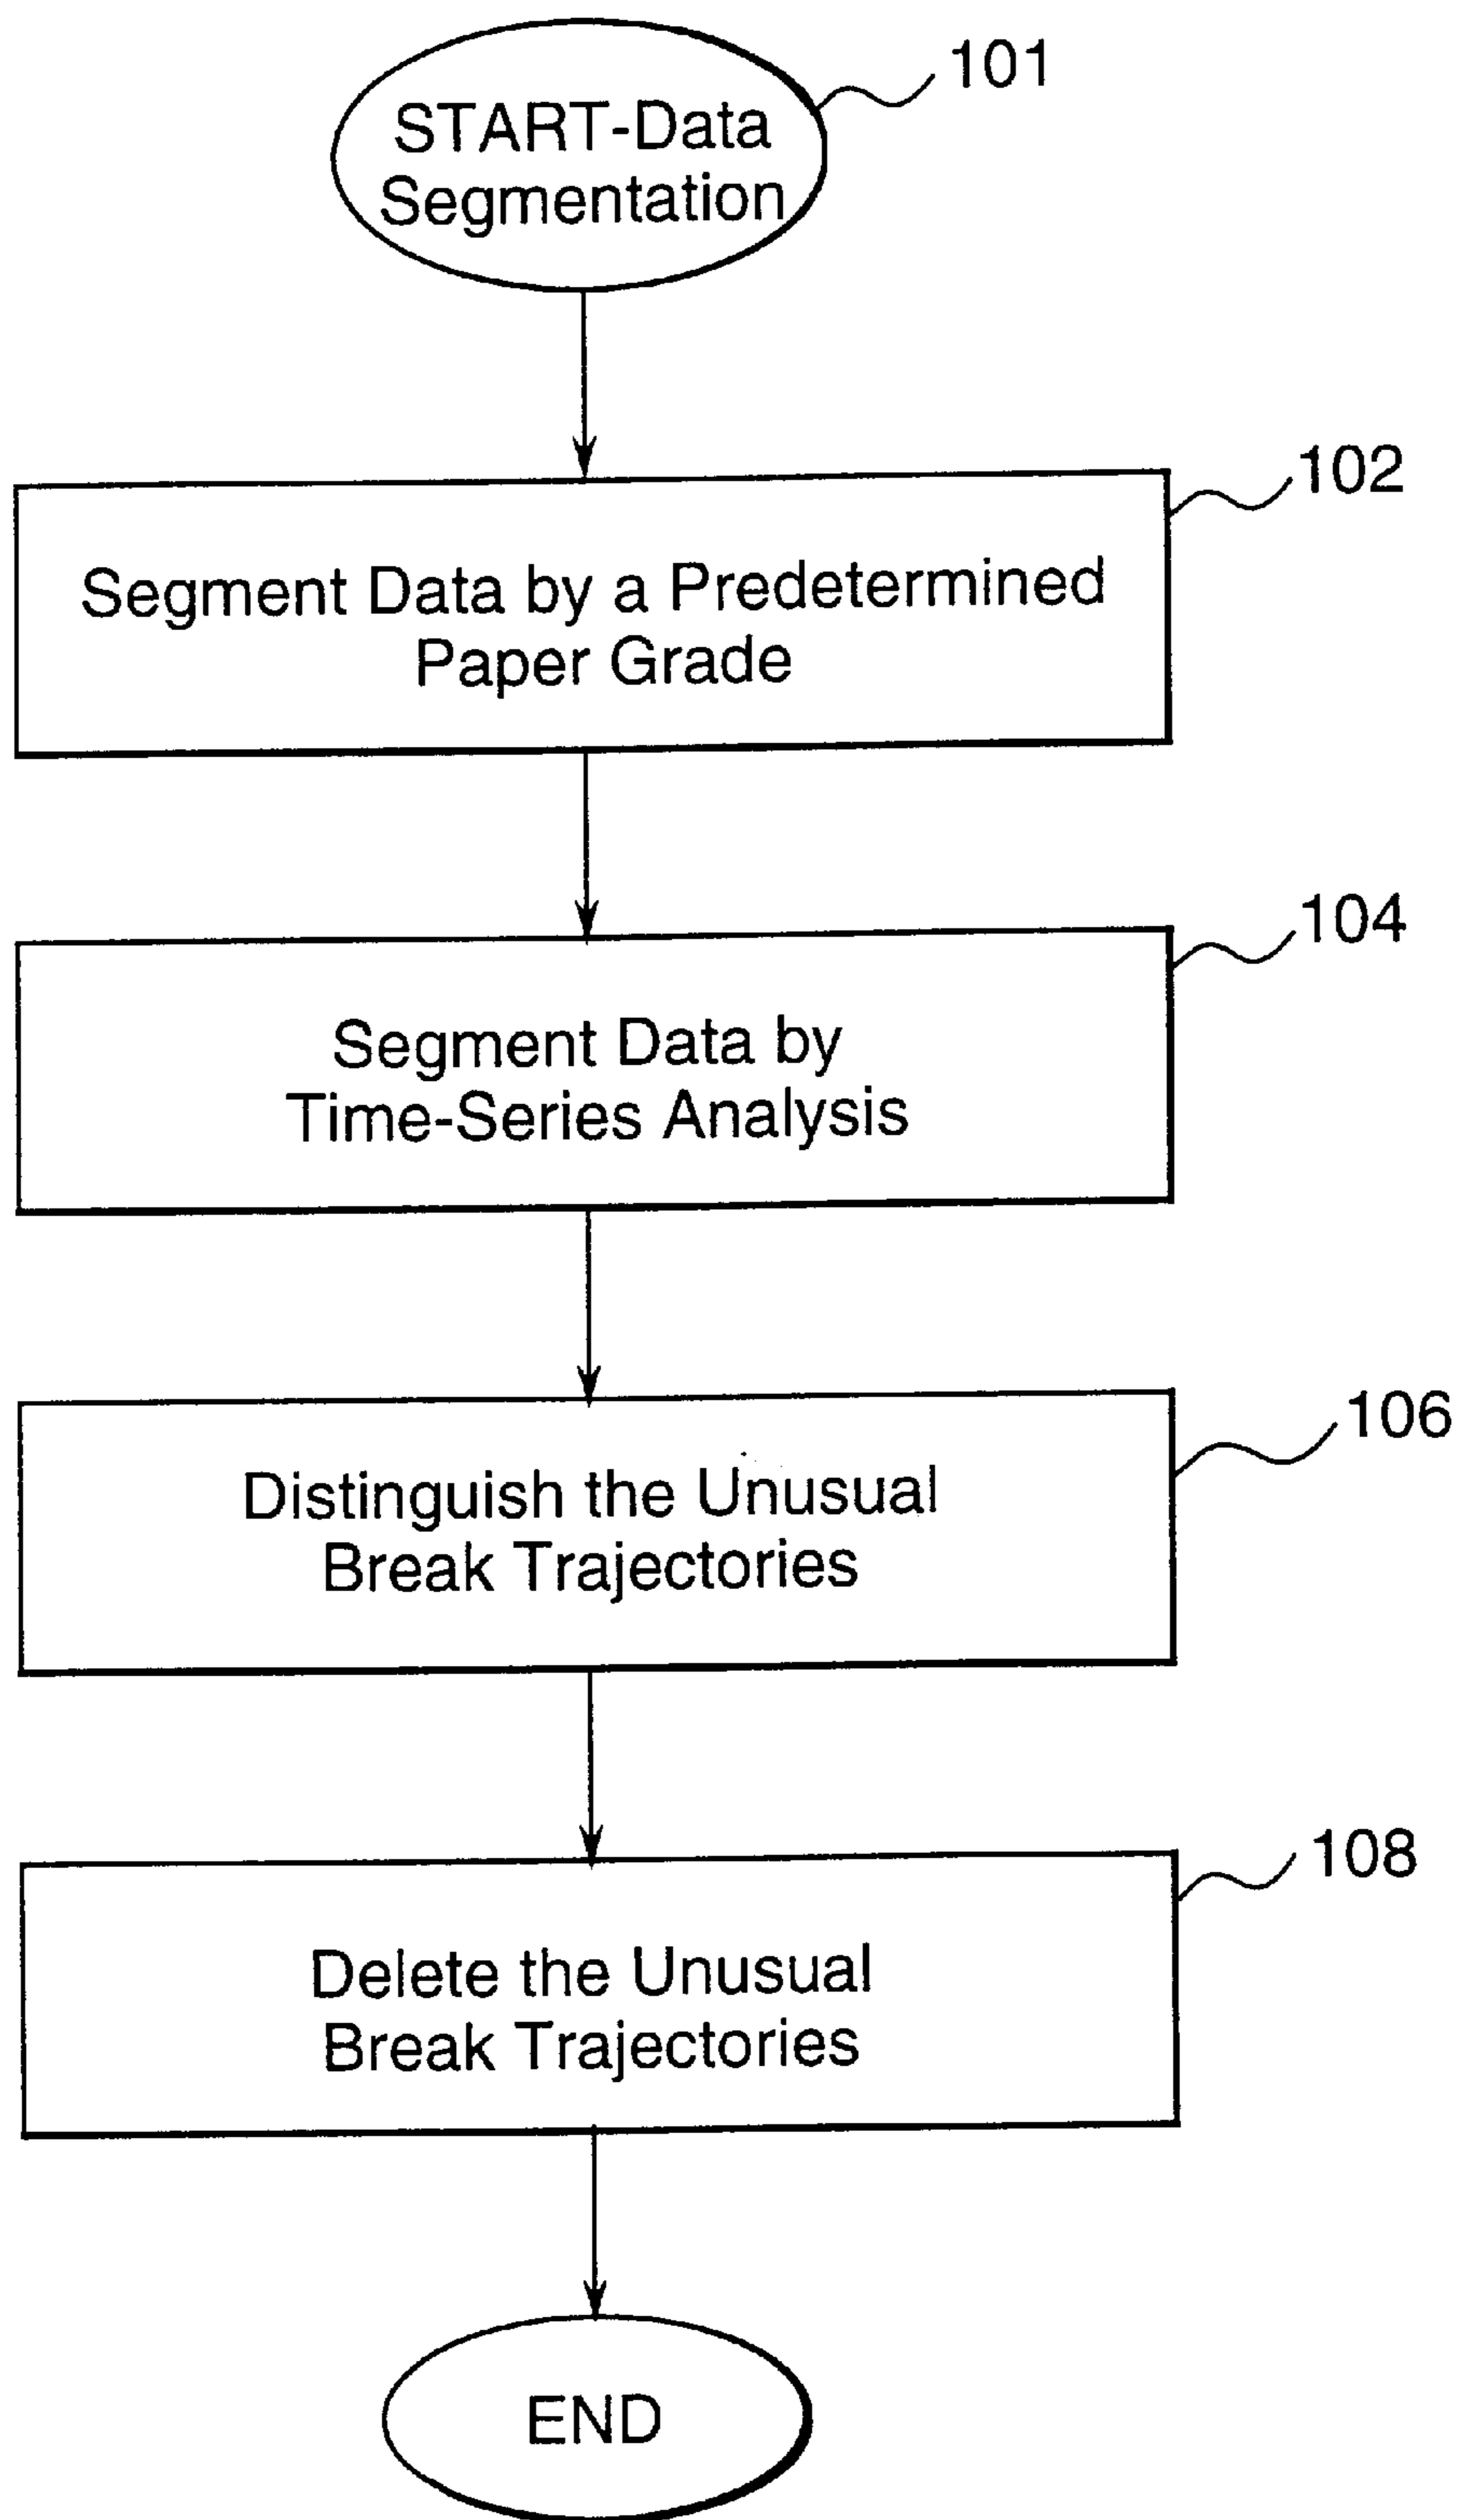 101
START-Data
Segmentation
102
Segment Data by a Predetermined
Paper Grade
104
Segment Data by
Time-Series Analysis
106
Distinguish the Unusual
Break Trajectories
108
Delete the Unusual
Break Trajectories
END